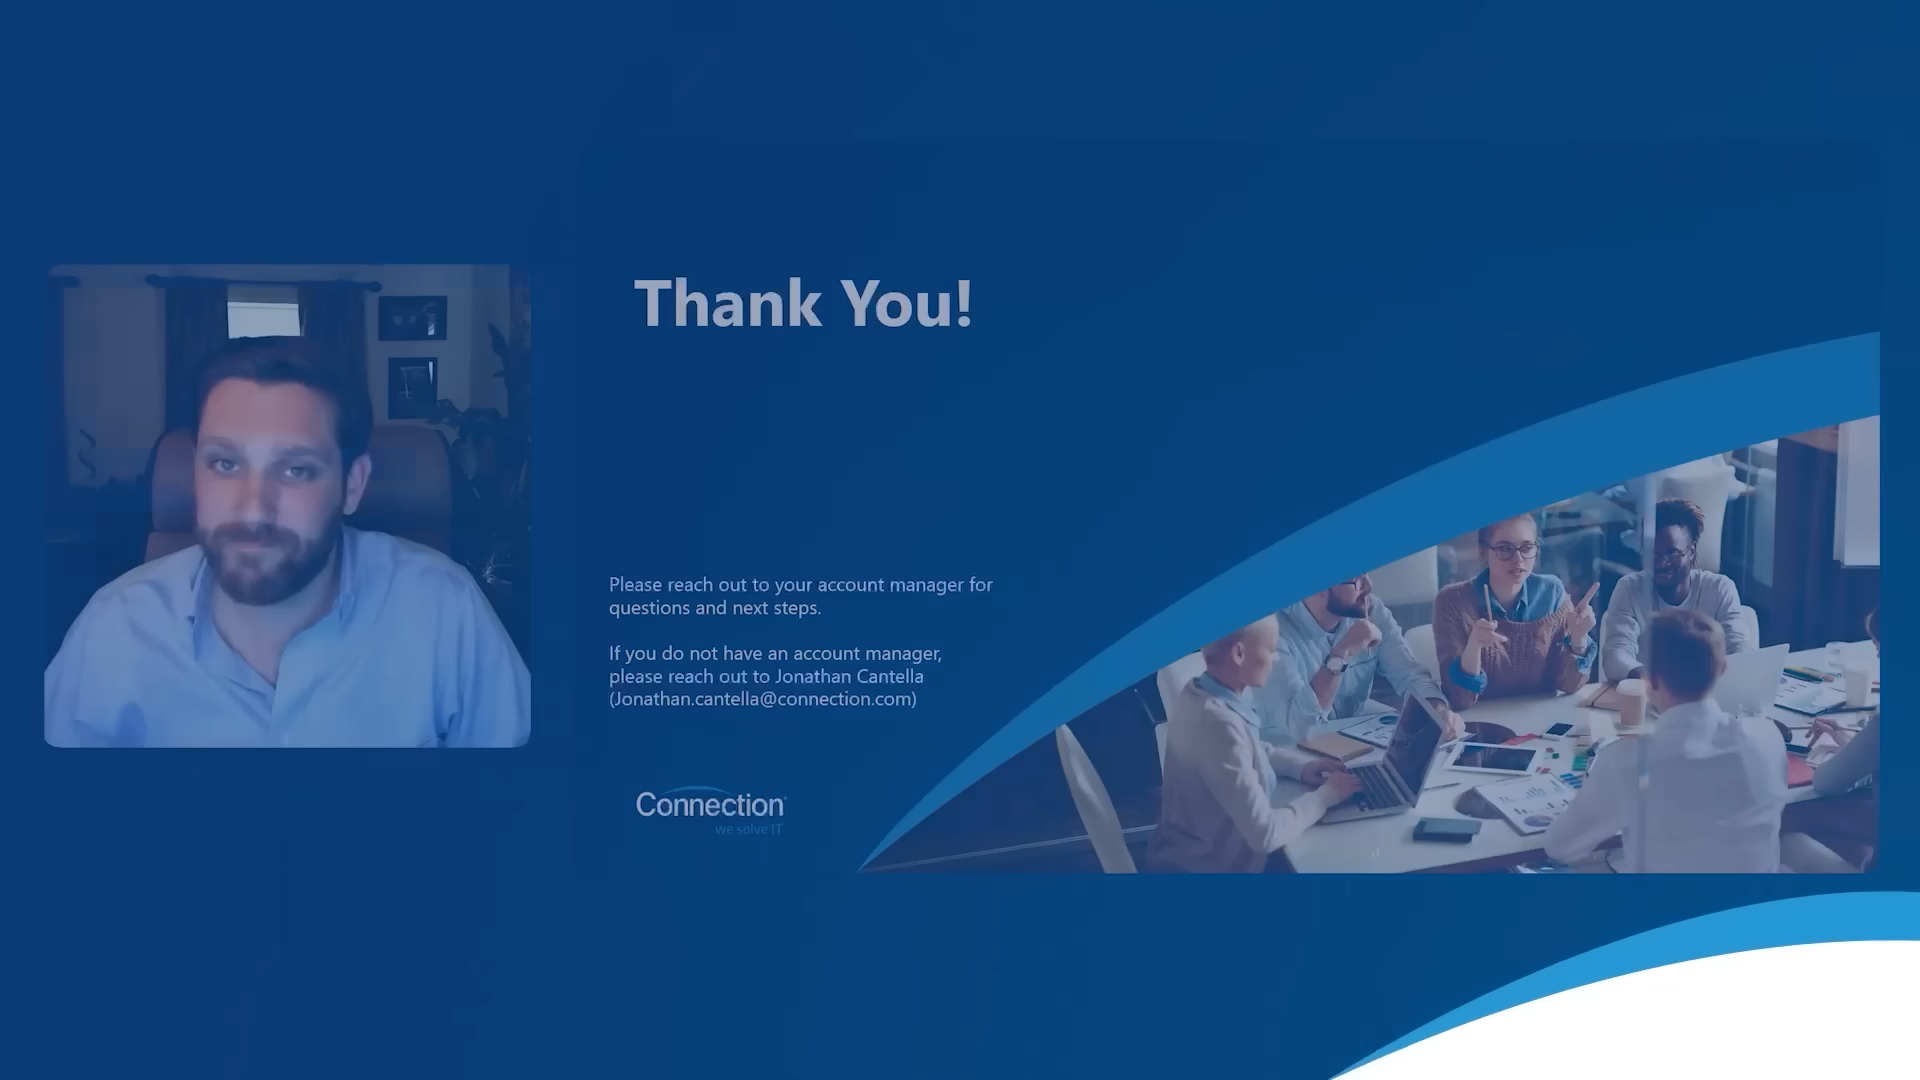 Thank You!
Please reach out to your account manager for
questions and next steps.
If you do not have an account manager,
please reach out to Jonathan Cantella
(Jonathan.cantella@connection.com)
Connection
we solve IT